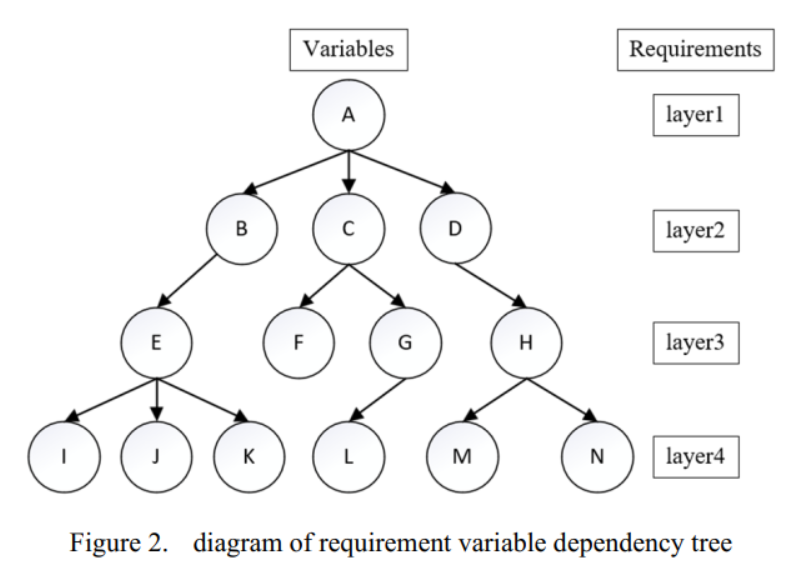 Variables Requirements
A layer1
B C D layer2
E F G H layer3
I J K L M N layer4
Figure 2. diagram of requirement variable dependency tree